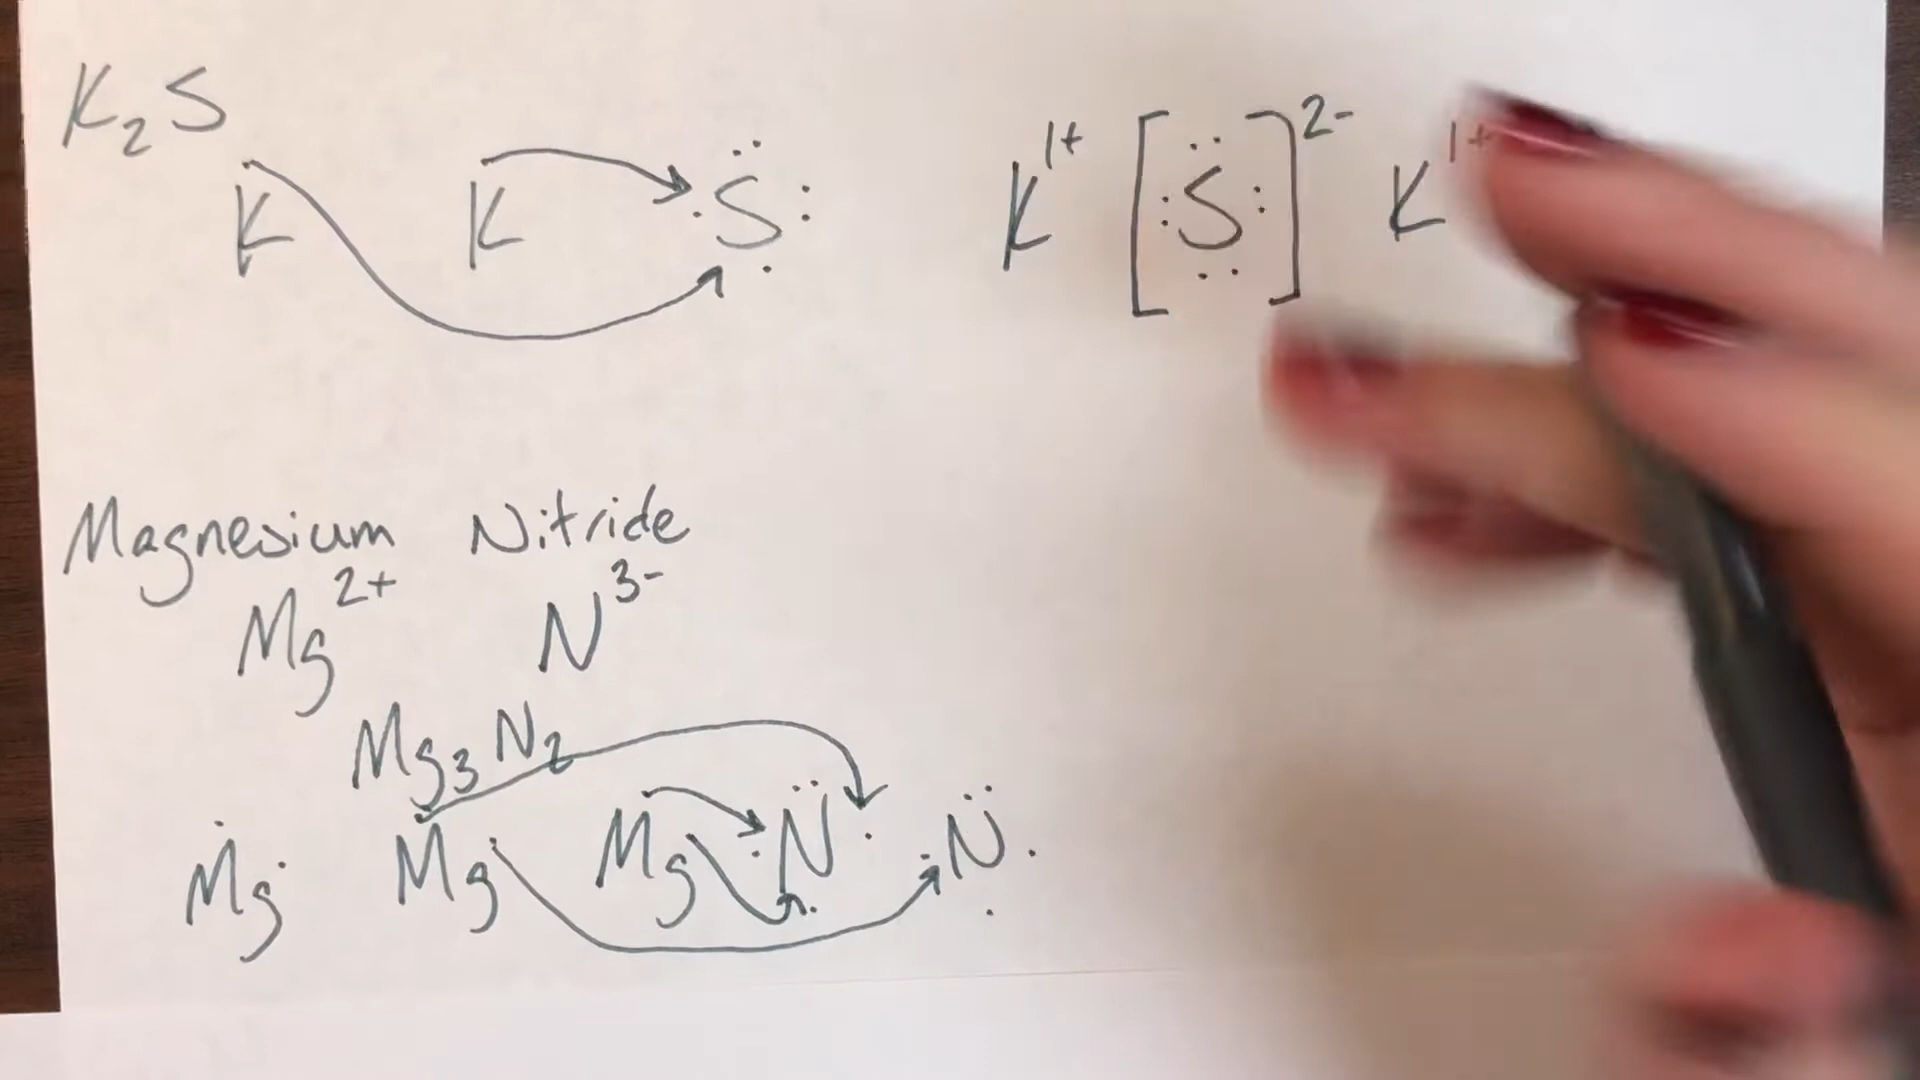 K₂S
K K S K¹⁺ [S]²⁻ K¹⁺
Magnesium Nitride
Mg²⁺ N³⁻
Mg₃N₂
Mg Mg Mg N N